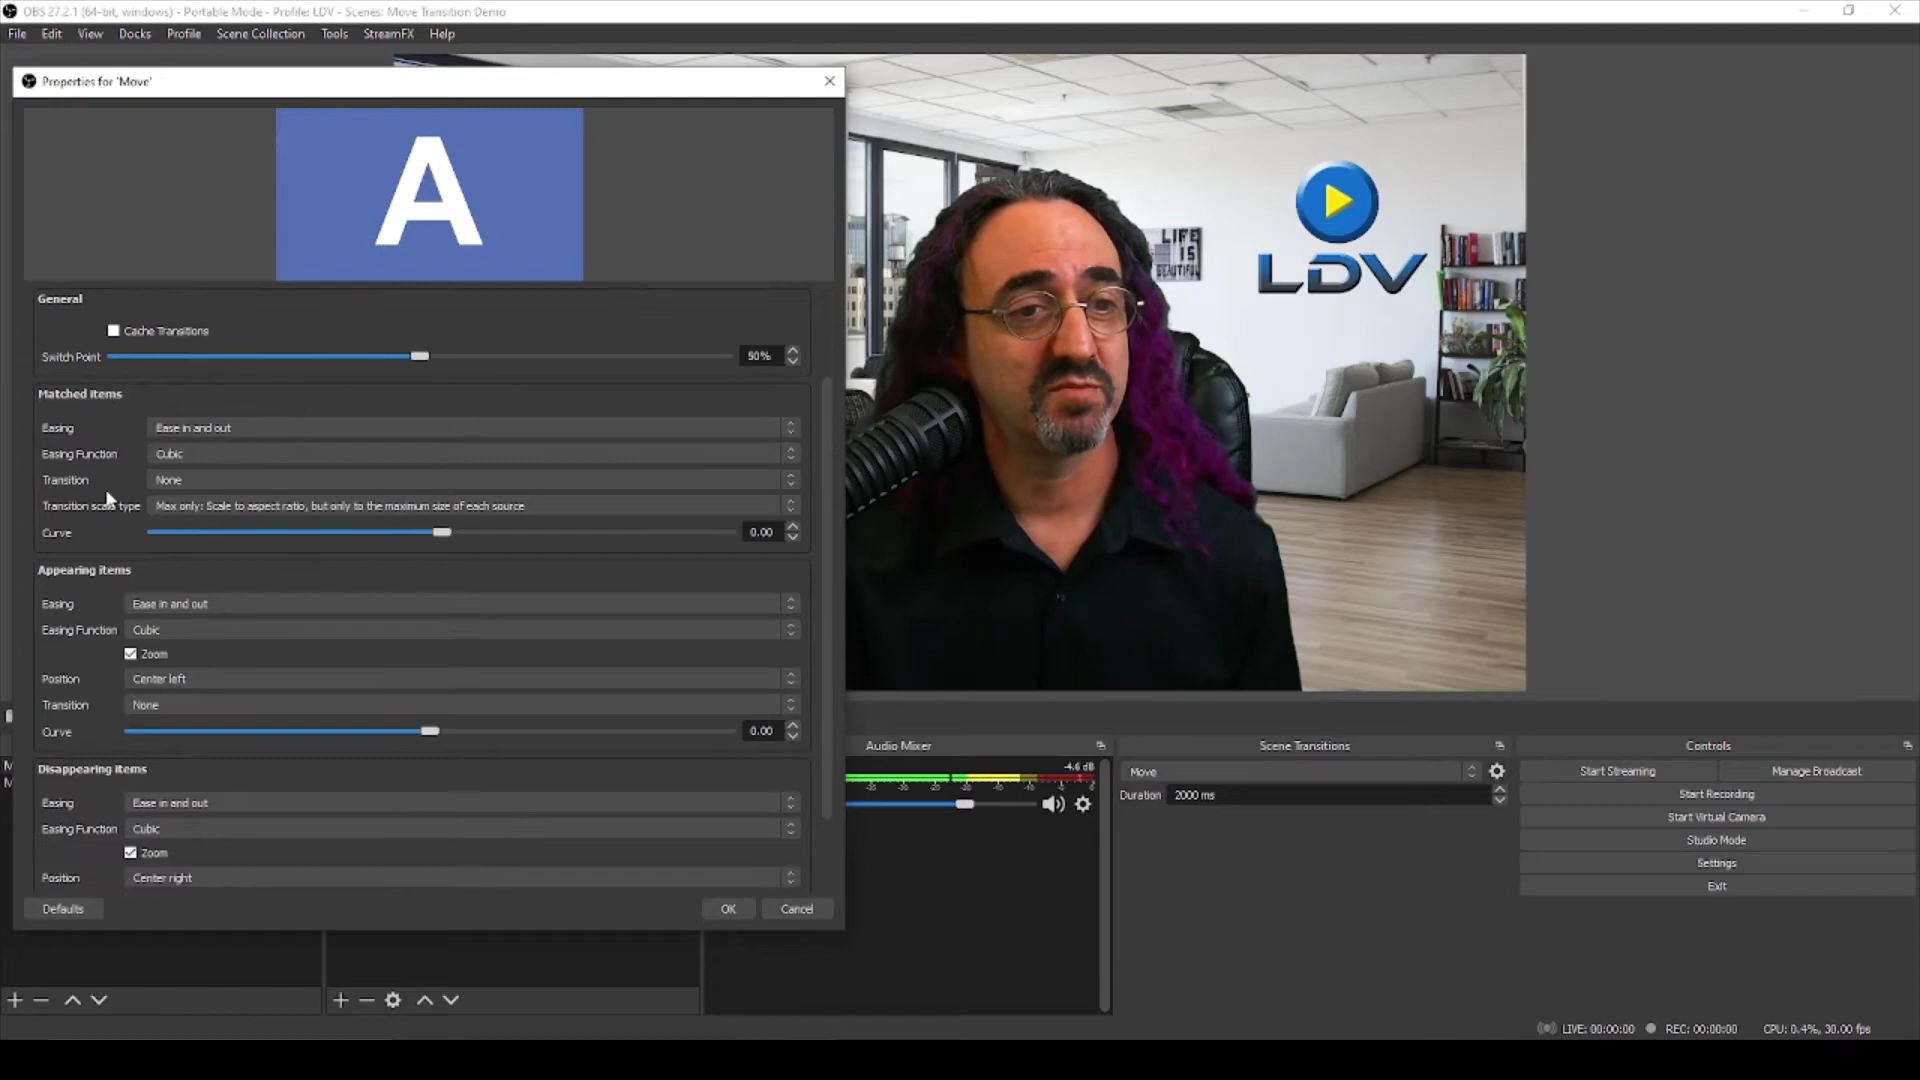 OBS 27.2.1 (64-bit, windows) - Portable Mode - Profile: LDV - Scenes: Move Transition Demo
File Edit View Docks Profile Scene Collection Tools StreamFX Help
Properties for 'Move'
A
General
Cache Transitions
Switch Point 50%
Matched items
Easing Ease in and out
Easing Function Cubic
Transition None
Transition scale type Max only: Scale to aspect ratio, but only to the maximum size of each source
Curve 0.00
Appearing items
Easing Ease in and out
Easing Function Cubic
Zoom
Position Center left
Transition None
Curve 0.00
Disappearing items
Easing Ease in and out
Easing Function Cubic
Zoom
Position Center right
Defaults OK Cancel
LIFE
IS
BEAUTIFUL
LDV
Audio Mixer
-4.6 dB
Scene Transitions
Move
Duration 2000 ms
Controls
Start Streaming Manage Broadcast
Start Recording
Start Virtual Camera
Studio Mode
Settings
Exit
LIVE: 00:00:00 REC: 00:00:00 CPU: 0.4%, 30.00 fps